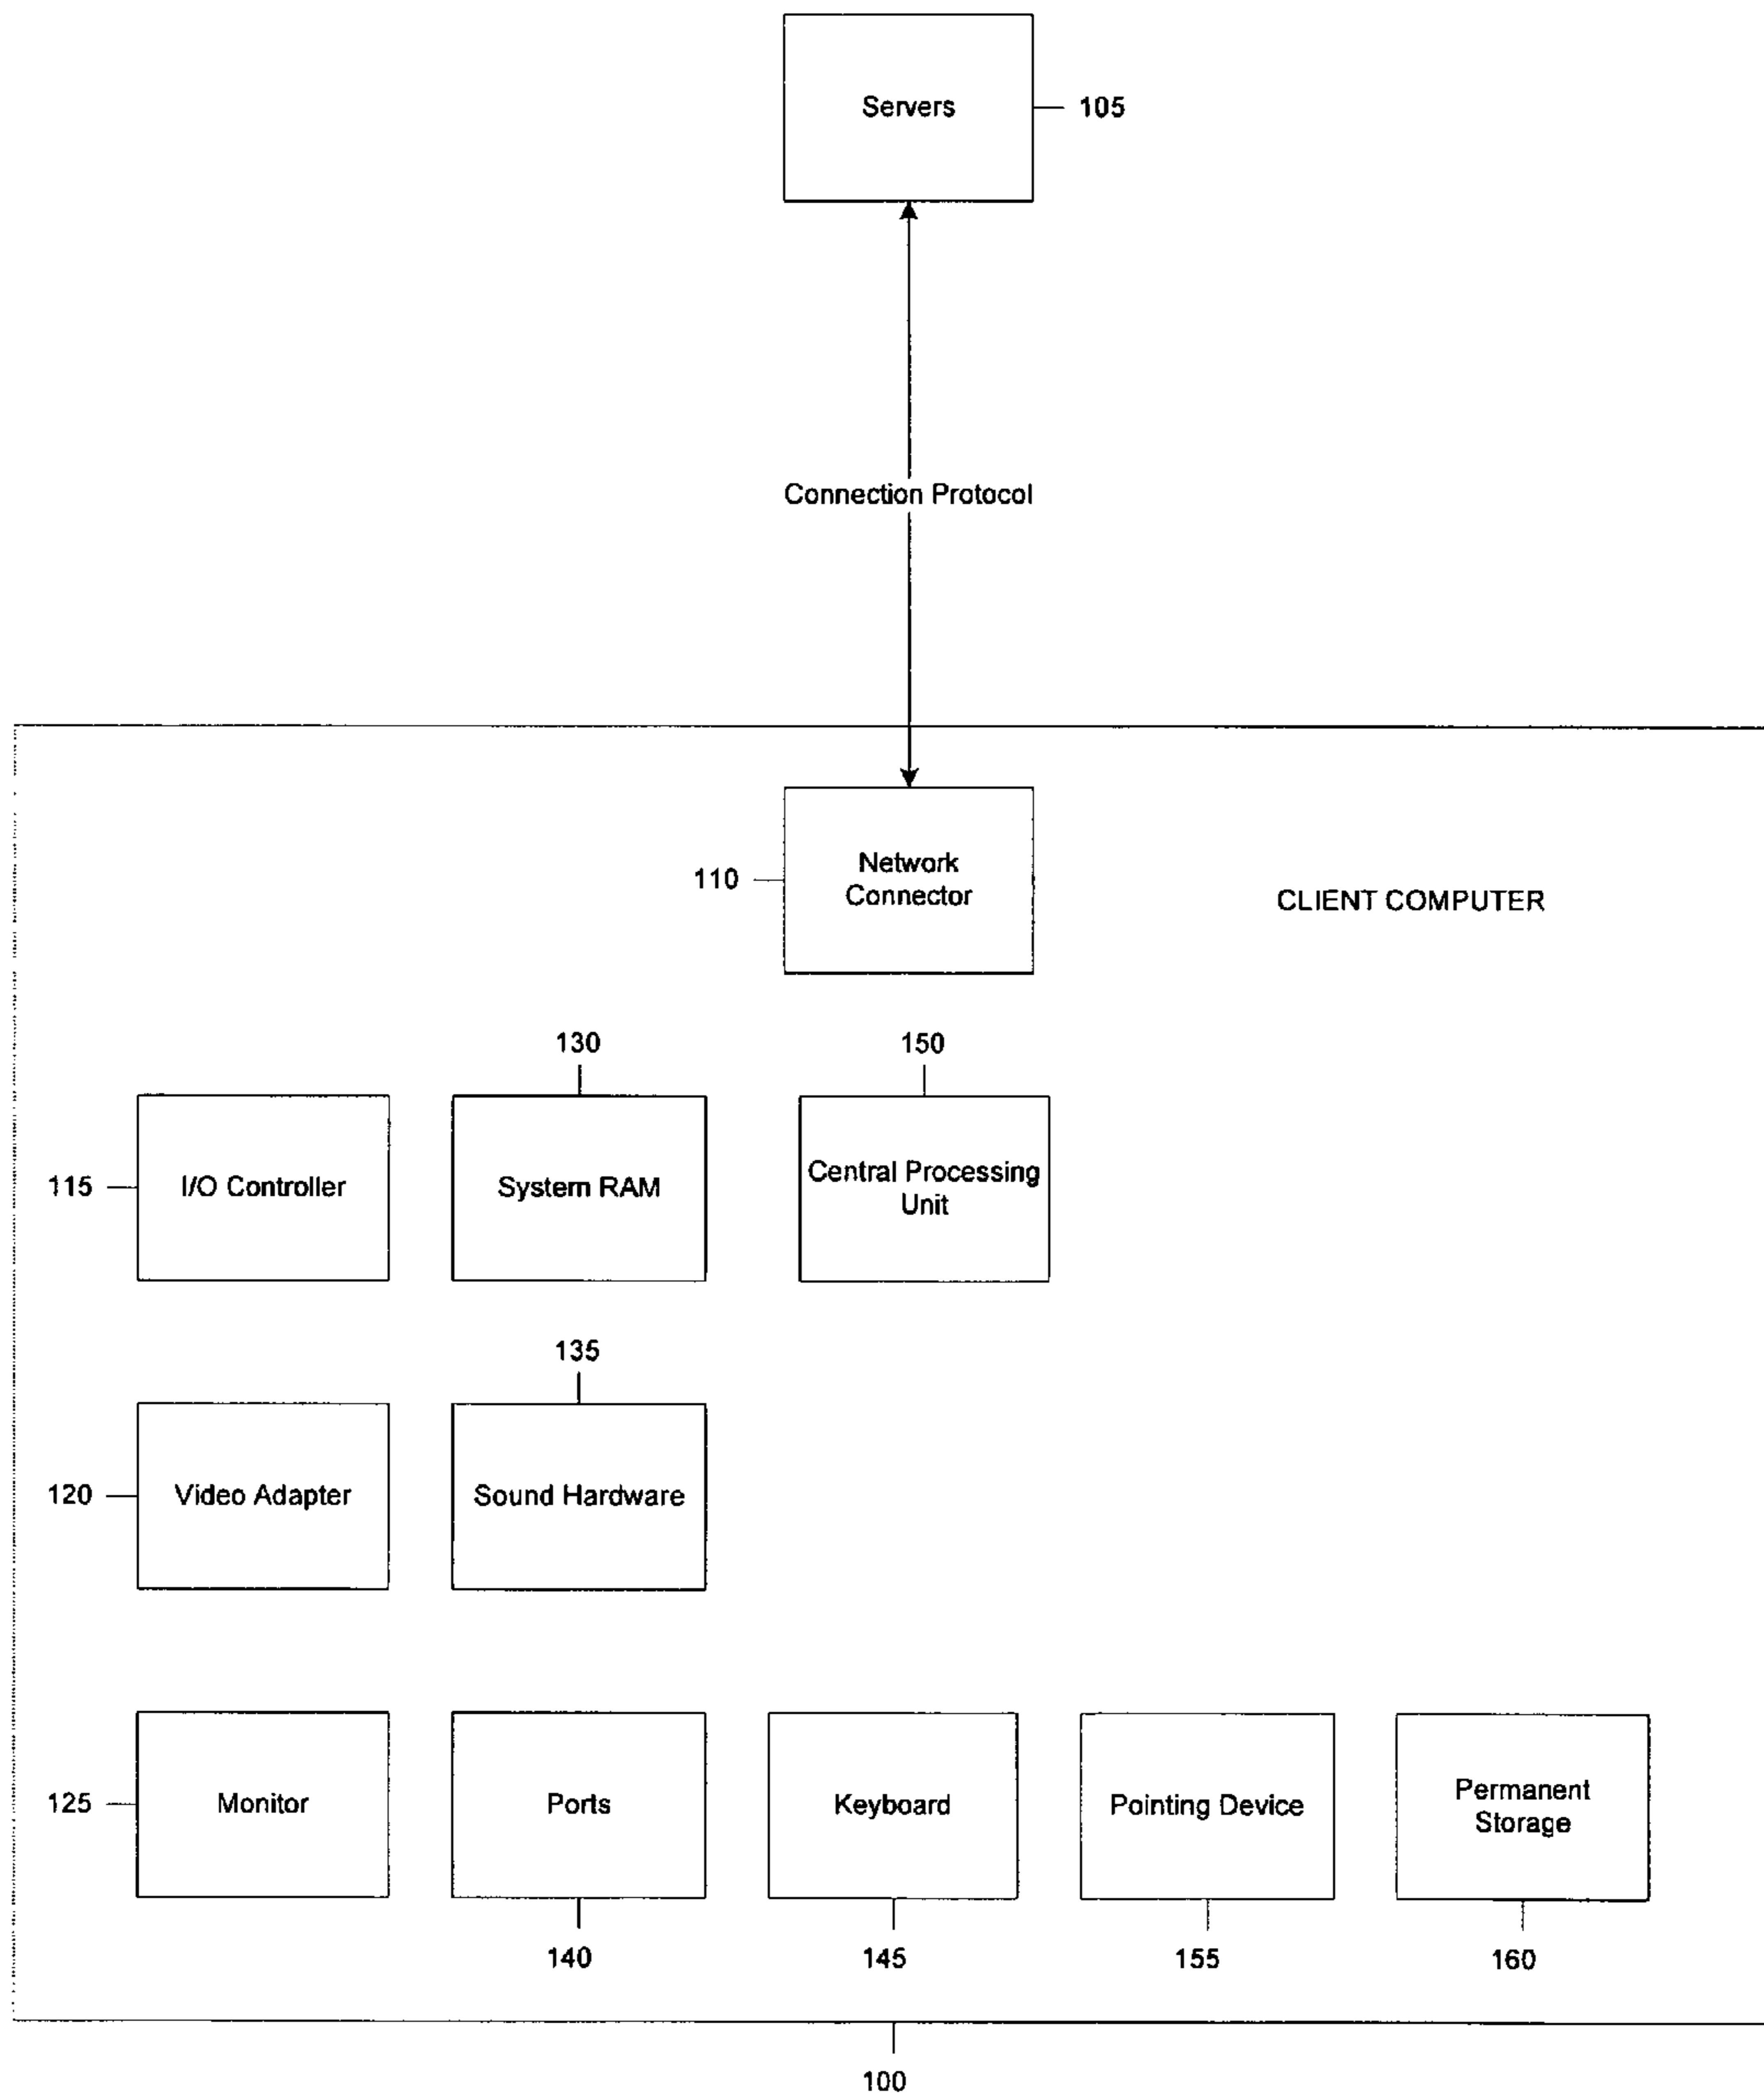 Servers
105
Connection Protocol
110
Network
Connector
CLIENT COMPUTER
130
150
115
I/O Controller
System RAM
Central Processing
Unit
135
120
Video Adapter
Sound Hardware
125
Monitor
Ports
Keyboard
Pointing Device
Permanent
Storage
140
145
155
160
100